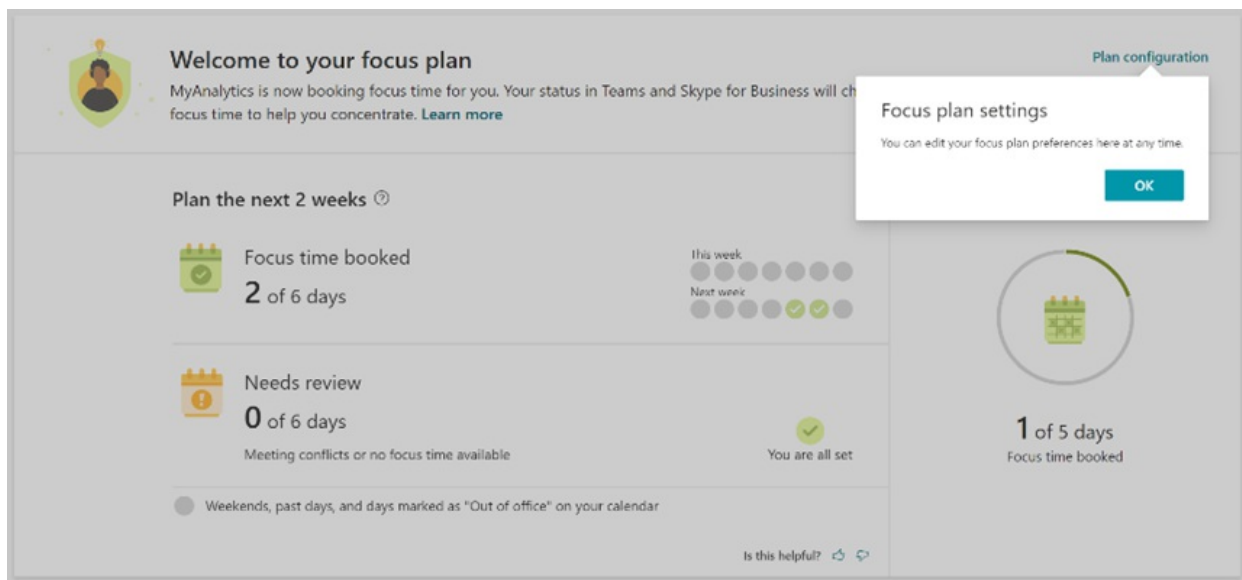 Welcome to your focus plan
Plan configuration
MyAnalytics is now booking focus time for you. Your status in Teams and Skype for Business will
focus time to help you concentrate. Learn more
Focus plan settings
You can edit your focus plan preferences here at any time.
OK
Plan the next 2 weeks
Focus time booked
2 of 6 days
This week
Next week
Needs review
0 of 6 days
Meeting conflicts or no focus time available
You are all set
1 of 5 days
Focus time booked
Weekends, past days, and days marked as "Out of office" on your calendar
Is this helpful?